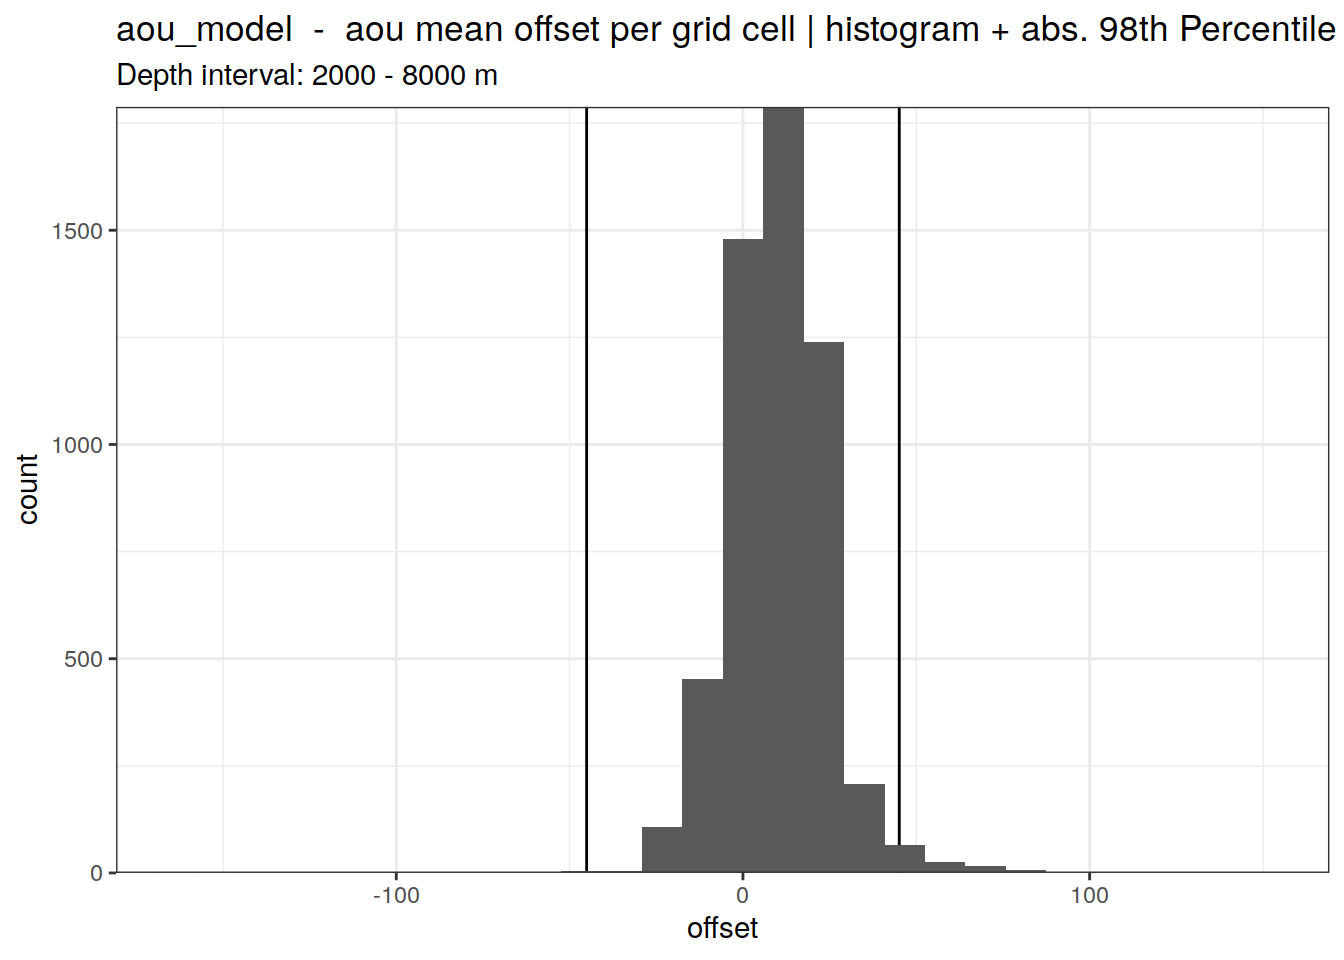 aou_model  -  aou mean offset per grid cell | histogram + abs. 98th Percentile
Depth interval: 2000 - 8000 m
1500
1000
500
0
count
-100
0
100
offset